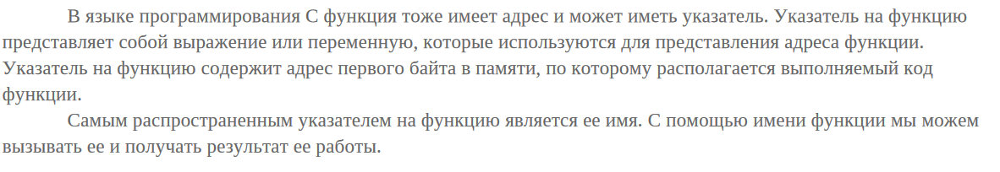 В языке программирования С функция тоже имеет адрес и может иметь указатель. Указатель на функцию
представляет собой выражение или переменную, которые используются для представления адреса функции.
Указатель на функцию содержит адрес первого байта в памяти, по которому располагается выполняемый код
функции.
Самым распространенным указателем на функцию является ее имя. С помощью имени функции мы можем
вызывать ее и получать результат ее работы.